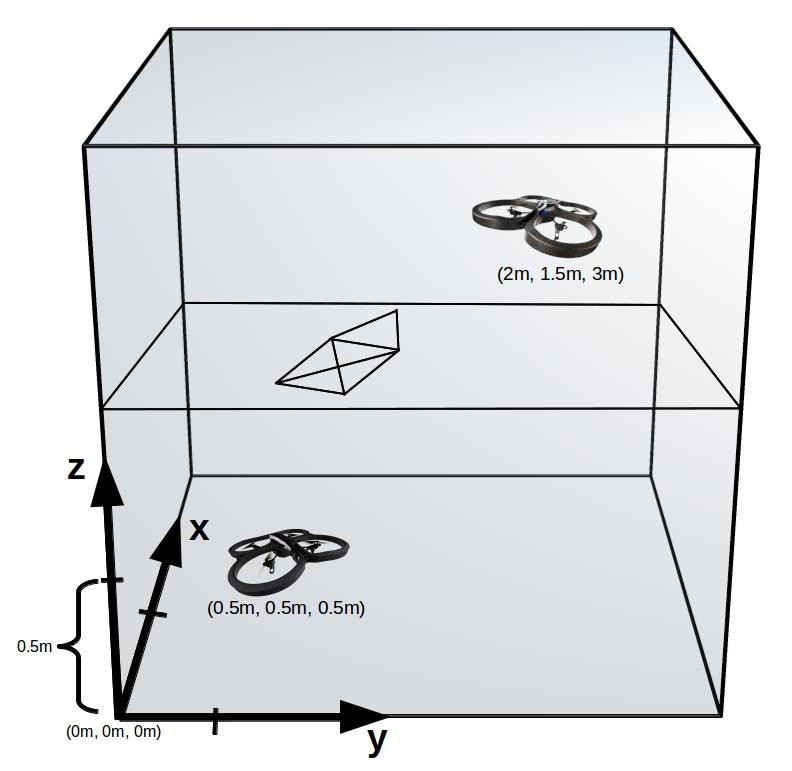 (2m, 1.5m, 3m)
z
x
(0.5m, 0.5m, 0.5m)
0.5m
(0m, 0m, 0m)
y